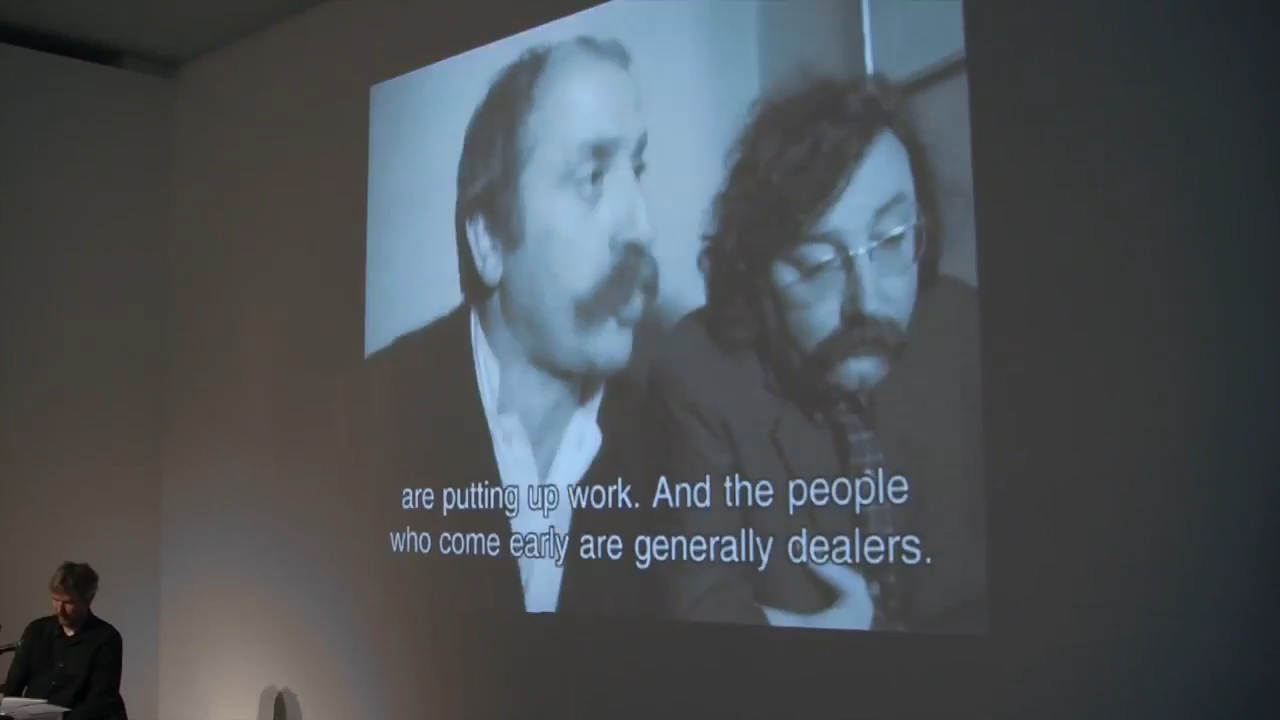 are putting up work. And the people
who come early are generally dealers.